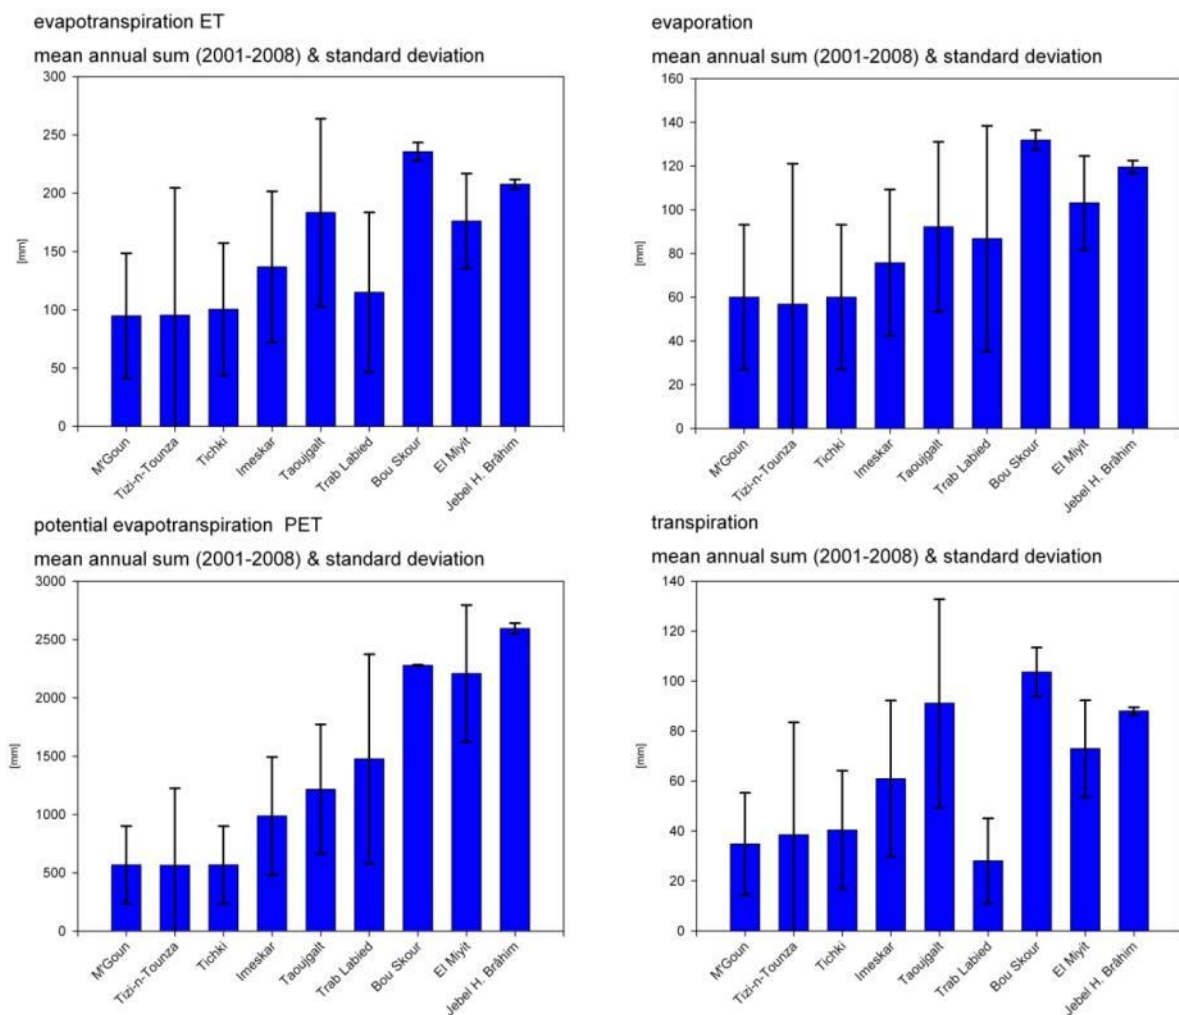 evapotranspiration ET
mean annual sum (2001-2008) & standard deviation
300
250
200
150
100
50
0
[mm]
M'Goun
Tizi-n-Tounza
Tichki
Imeskar
Taoujgalt
Trab Labied
Bou Skour
El Miyit
Jebel H. Brâhim
evaporation
mean annual sum (2001-2008) & standard deviation
160
140
120
100
80
60
40
20
0
[mm]
M'Goun
Tizi-n-Tounza
Tichki
Imeskar
Taoujgalt
Trab Labied
Bou Skour
El Miyit
Jebel H. Brâhim
potential evapotranspiration PET
mean annual sum (2001-2008) & standard deviation
3000
2500
2000
1500
1000
500
0
[mm]
M'Goun
Tizi-n-Tounza
Tichki
Imeskar
Taoujgalt
Trab Labied
Bou Skour
El Miyit
Jebel H. Brâhim
transpiration
mean annual sum (2001-2008) & standard deviation
140
120
100
80
60
40
20
0
[mm]
M'Goun
Tizi-n-Tounza
Tichki
Imeskar
Taoujgalt
Trab Labied
Bou Skour
El Miyit
Jebel H. Brâhim